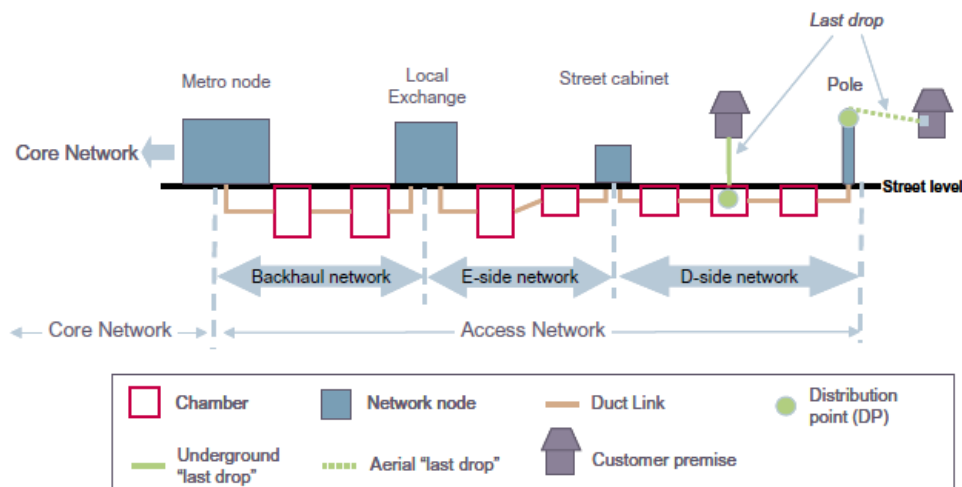 Last drop
Metro node
Local
Exchange
Street cabinet
Pole
Core Network
Street level
Backhaul network
E-side network
D-side network
Core Network
Access Network
Chamber
Network node
Duct Link
Distribution
point (DP)
Underground
“last drop”
Aerial “last drop”
Customer premise